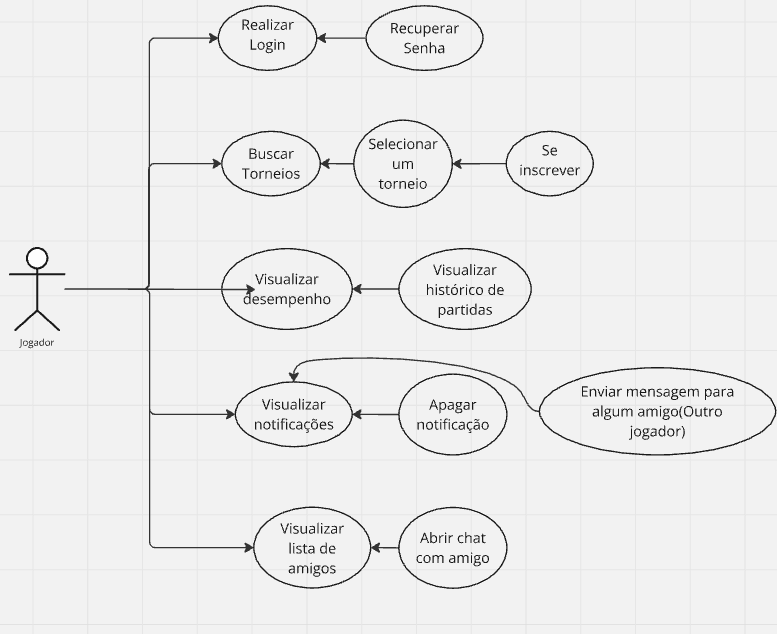 Realizar
Login
Recuperar
Senha
Buscar
Torneios
Selecionar
um
torneio
Se
inscrever
Jogador
Visualizar
desempenho
Visualizar
histórico de
partidas
Visualizar
notificações
Apagar
notificação
Enviar mensagem para
algum amigo(Outro
jogador)
Visualizar
lista de
amigos
Abrir chat
com amigo